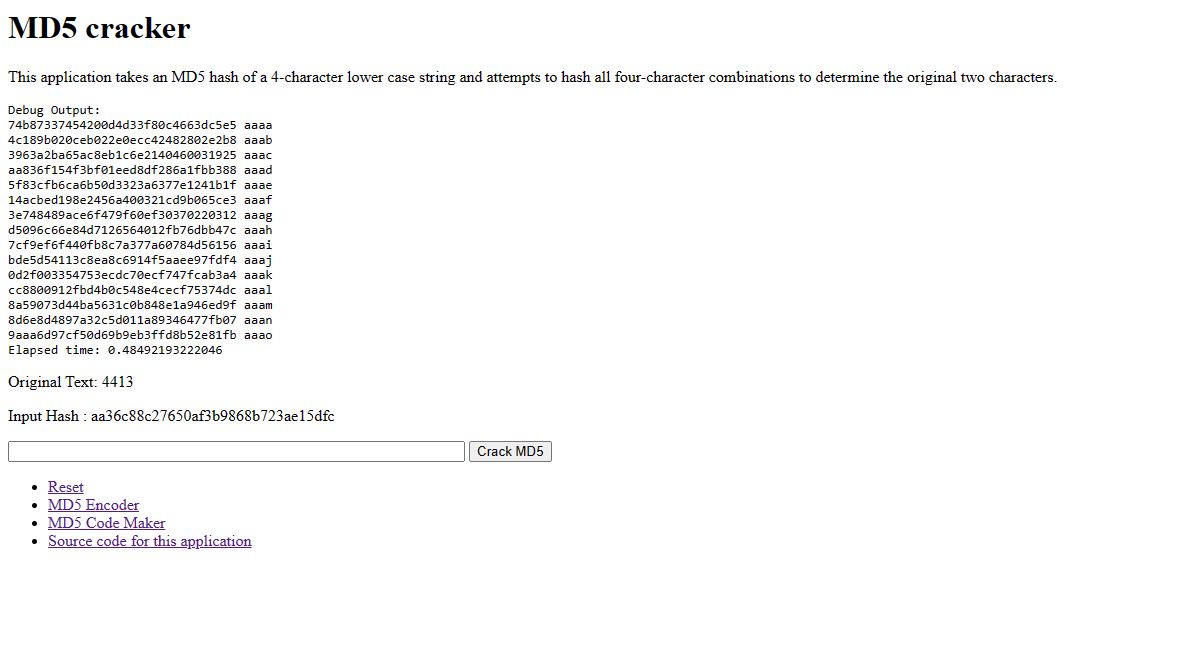 MD5 cracker
This application takes an MD5 hash of a 4-character lower case string and attempts to hash all four-character combinations to determine the original two characters.
Debug Output:
74b87337454200d4d33f80c4663dc5e5 aaaa
4c189b020ceb022e0ecc42482802e2b8 aaab
3963a2ba65ac8eb1c6e2140460031925 aaac
aa836f154f3bf01eed8df286a1fbb388 aaad
5f83cfb6ca6b50d3323a6377e1241b1f aaae
14acbed198e2456a400321cd9b065ce3 aaaf
3e748489ace6f479f60ef30370220312 aaag
d5096c66e84d7126564012fb76dbb47c aaah
7cf9ef6f440fb8c7a377a60784d56156 aaai
bde5d54113c8ea8c6914f5aaee97fdf4 aaaj
0d2f003354753ecdc70ecf747fcab3a4 aaak
cc8800912fbd4b0c548e4cecf75374dc aaal
8a59073d44ba5631c0b848e1a946ed9f aaam
8d6e8d4897a32c5d011a89346477fb07 aaan
9aaa6d97cf50d69b9eb3ffd8b52e81fb aaao
Elapsed time: 0.48492193222046
Original Text: 4413
Input Hash : aa36c88c27650af3b9868b723ae15dfc
Crack MD5
Reset
MD5 Encoder
MD5 Code Maker
Source code for this application